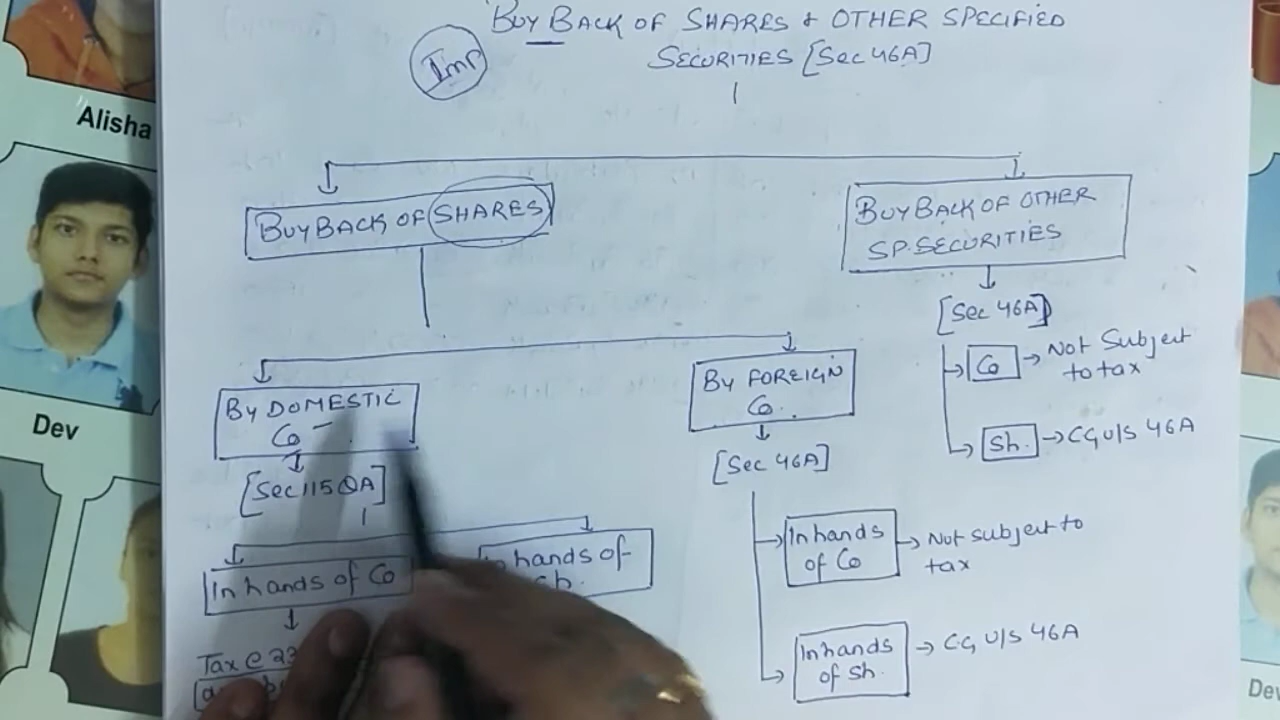 BUY BACK OF SHARES & OTHER SPECIFIED
SECURITIES [Sec 46A]
Imp
BUY BACK OF SHARES
BUY BACK OF OTHER
SP. SECURITIES
[Sec 46A]
Co → Not Subject
to tax
Sh. → CG U/S 46A
By DOMESTIC
Co
[Sec 115QA]
By FOREIGN
Co.
[Sec 46A]
In hands of Co
hands of
Tax @ 23
In hands
of Co → Not subject to
tax
In hands
of Sh. → CG U/S 46A
Alisha
Dev
De